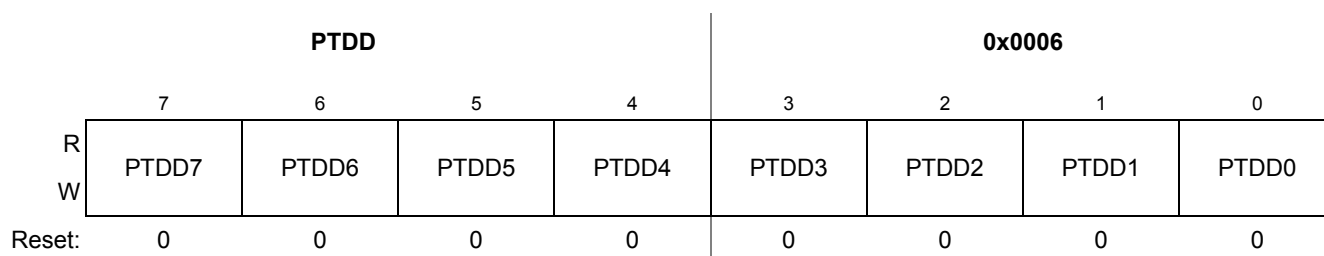 PTDD 0x0006
7 6 5 4 3 2 1 0
R
PTDD7 PTDD6 PTDD5 PTDD4 PTDD3 PTDD2 PTDD1 PTDD0
W
Reset: 0 0 0 0 0 0 0 0